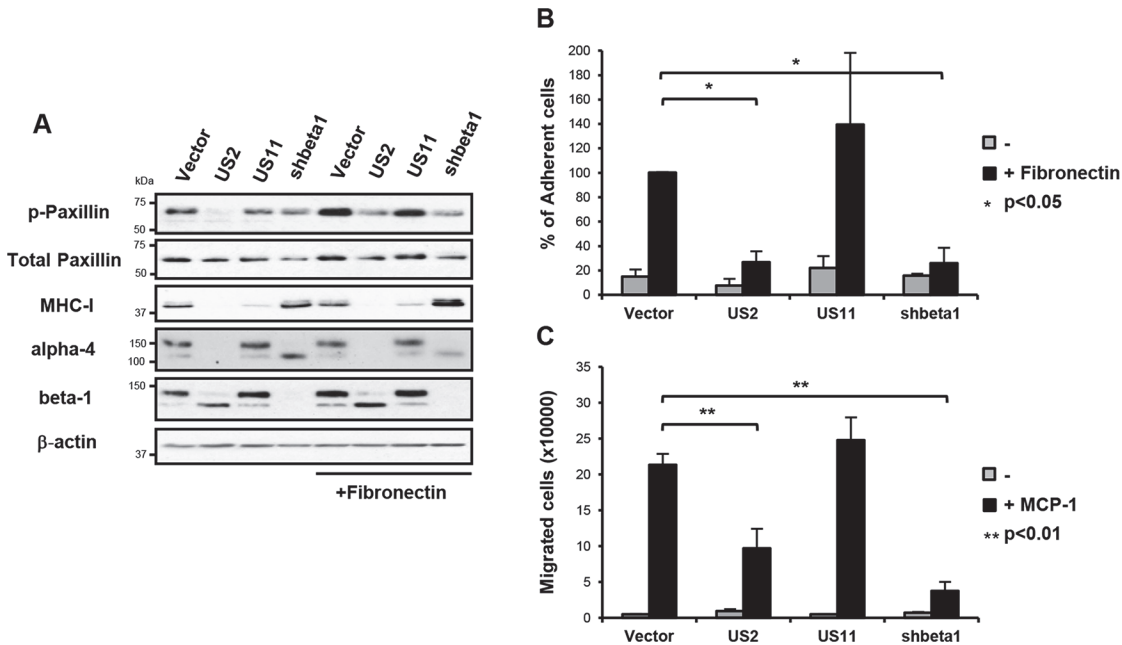 A
Vector US2 US11 shbeta1 Vector US2 US11 shbeta1
kDa
p-Paxillin 75 50
Total Paxillin 75 50
MHC-I 37
alpha-4 150 100
beta-1 150
β-actin 37
+Fibronectin
B
% of Adherent cells
200
180
160
140
120
100
80
60
40
20
0
* *
Vector US2 US11 shbeta1
-
+ Fibronectin
* p<0.05
C
Migrated cells (x10000)
35
30
25
20
15
10
5
0
** **
Vector US2 US11 shbeta1
-
+ MCP-1
** p<0.01